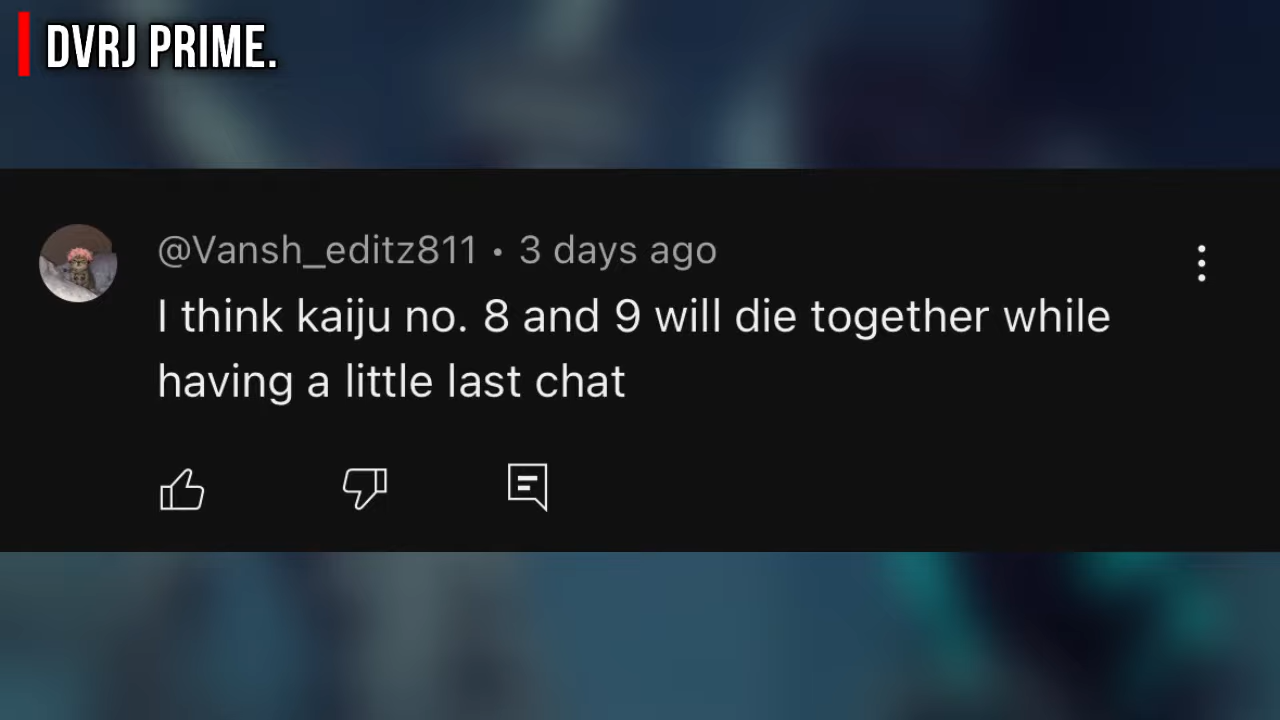 DVRJ PRIME.
@Vansh_editz811 • 3 days ago
I think kaiju no. 8 and 9 will die together while
having a little last chat